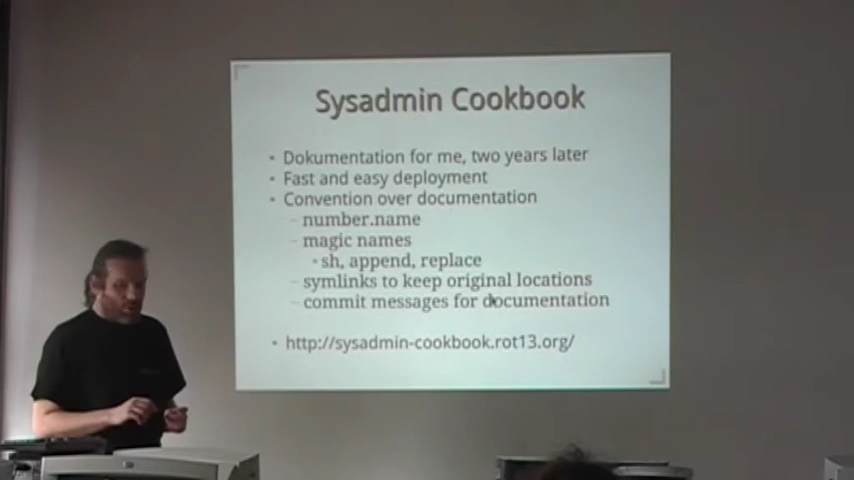 Sysadmin Cookbook
• Dokumentation for me, two years later
• Fast and easy deployment
• Convention over documentation
– number.name
– magic names
• sh, append, replace
– symlinks to keep original locations
– commit messages for documentation
• http://sysadmin-cookbook.rot13.org/